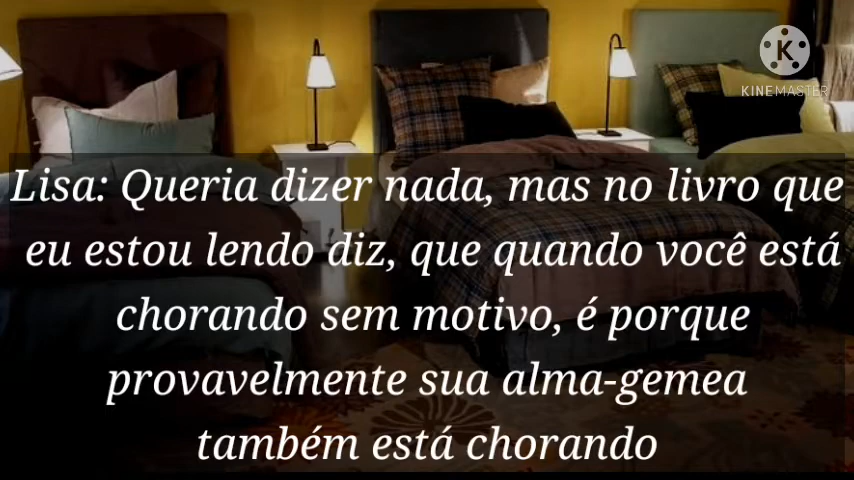 KINEMASTER
Lisa: Queria dizer nada, mas no livro que
eu estou lendo diz, que quando você está
chorando sem motivo, é porque
provavelmente sua alma-gemea
também está chorando